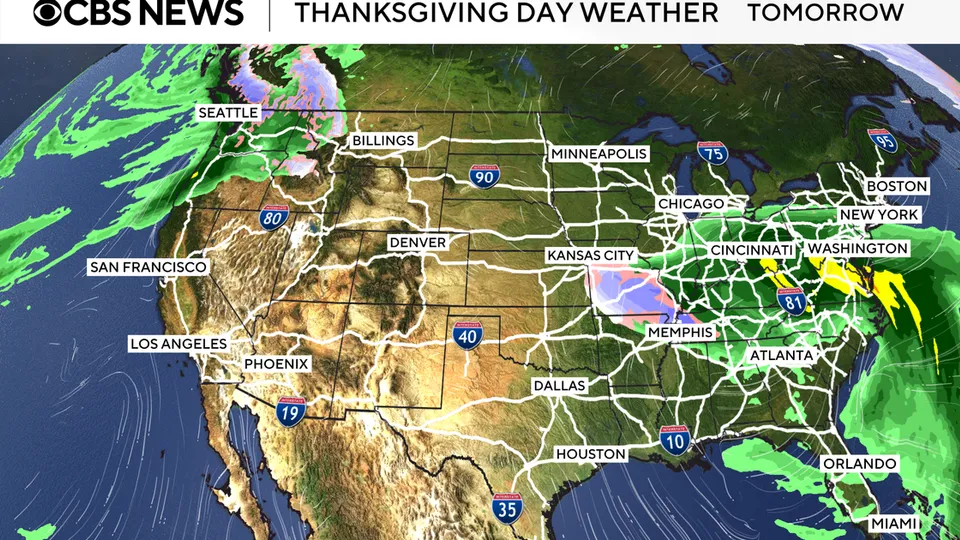 CBS NEWS
THANKSGIVING DAY WEATHER
TOMORROW
SEATTLE
BILLINGS
MINNEAPOLIS
75
95
90
BOSTON
CHICAGO
NEW YORK
80
DENVER
CINCINNATI
WASHINGTON
KANSAS CITY
SAN FRANCISCO
81
MEMPHIS
40
LOS ANGELES
ATLANTA
PHOENIX
DALLAS
19
10
HOUSTON
ORLANDO
35
MIAMI